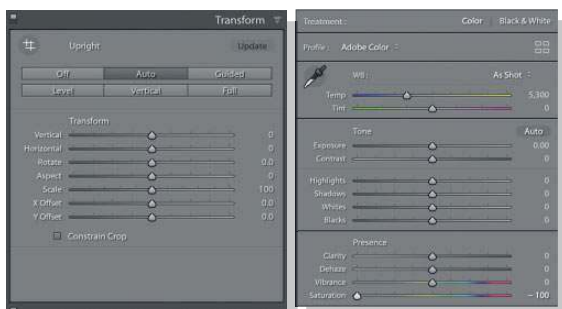 Transform
Upright Update
Off Auto Guided
Level Vertical Full
Transform
Vertical 0
Horizontal 0
Rotate 0.0
Aspect 0
Scale 100
X Offset 0.0
Y Offset 0.0
Constrain Crop
Treatment : Color Black & White
Profile : Adobe Color
WB : As Shot
Temp 5,300
Tint 0
Tone Auto
Exposure 0.00
Contrast 0
Highlights 0
Shadows 0
Whites 0
Blacks 0
Presence
Clarity 0
Dehaze 0
Vibrance 0
Saturation – 100